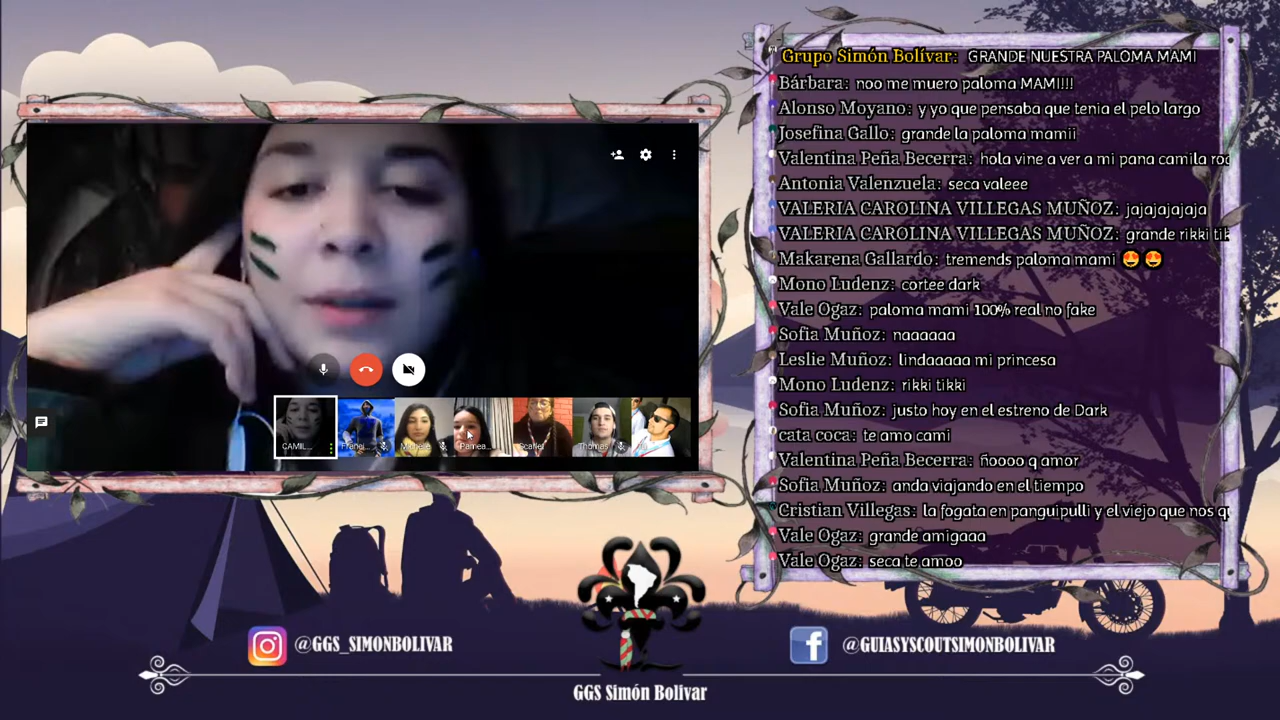 Grupo Simón Bolívar: GRANDE NUESTRA PALOMA MAMI
Bárbara: noo me muero paloma MAMI!!!
Alonso Moyano: y yo que pensaba que tenia el pelo largo
Josefina Gallo: grande la paloma mamii
Valentina Peña Becerra: hola vine a ver a mi pana camila
Antonia Valenzuela: seca valeee
VALERIA CAROLINA VILLEGAS MUÑOZ: jajajajajaja
VALERIA CAROLINA VILLEGAS MUÑOZ: grande rikki
Makarena Gallardo: tremends paloma mami 😍 😍
Mono Ludenz: cortee dark
Vale Ogaz: paloma mami 100% real no fake
Sofia Muñoz: naaaaaa
Leslie Muñoz: lindaaaaa mi princesa
Mono Ludenz: rikki tikki
Sofia Muñoz: justo hoy en el estreno de Dark
cata coca: te amo cami
Valentina Peña Becerra: ñoooo q amor
Sofia Muñoz: anda viajando en el tiempo
Cristian Villegas: la fogata en panguipulli y el viejo que nos
Vale Ogaz: grande amigaaa
Vale Ogaz: seca te amoo
CAMIL... Michelle Pamea... Scarlet Thomas
@GGS_SIMONBOLIVAR
@GUIASYSCOUTSIMONBOLIVAR
GGS Simón Bolivar